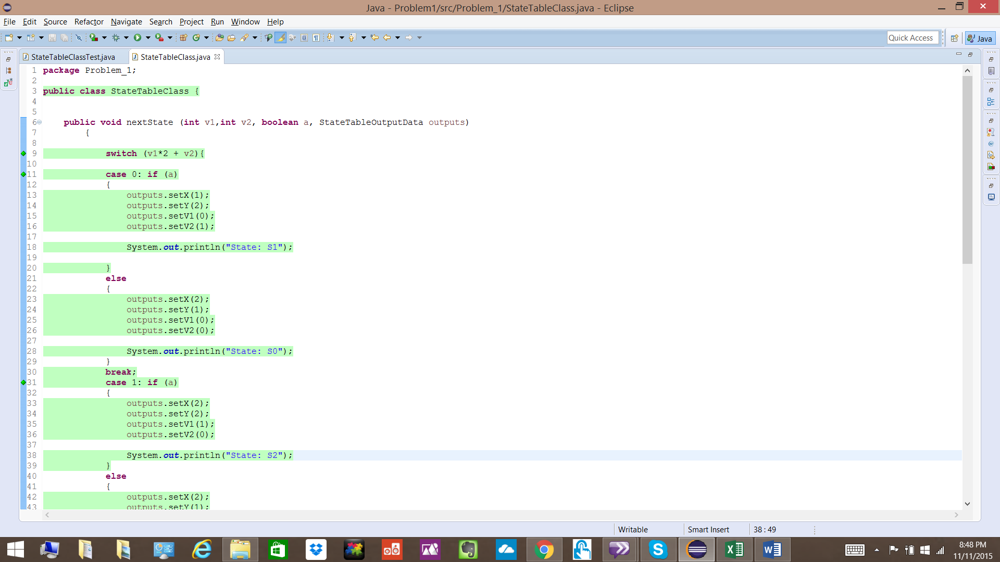 Java - Problem1/src/Problem_1/StateTableClass.java - Eclipse
File Edit Source Refactor Navigate Search Project Run Window Help
Quick Access Java
StateTableClassTest.java StateTableClass.java
1 package Problem_1;
2
3 public class StateTableClass {
4
5
6 public void nextState (int v1,int v2, boolean a, StateTableOutputData outputs)
7 {
8
9 switch (v1*2 + v2){
10
11 case 0: if (a)
12 {
13 outputs.setX(1);
14 outputs.setY(2);
15 outputs.setV1(0);
16 outputs.setV2(1);
17
18 System.out.println("State: S1");
19
20 }
21 else
22 {
23 outputs.setX(2);
24 outputs.setY(1);
25 outputs.setV1(0);
26 outputs.setV2(0);
27
28 System.out.println("State: S0");
29 }
30 break;
31 case 1: if (a)
32 {
33 outputs.setX(2);
34 outputs.setY(2);
35 outputs.setV1(1);
36 outputs.setV2(0);
37
38 System.out.println("State: S2");
39 }
40 else
41 {
42 outputs.setX(2);
43 outputs.setY(1);
Writable Smart Insert 38 : 49
8:48 PM
11/11/2015